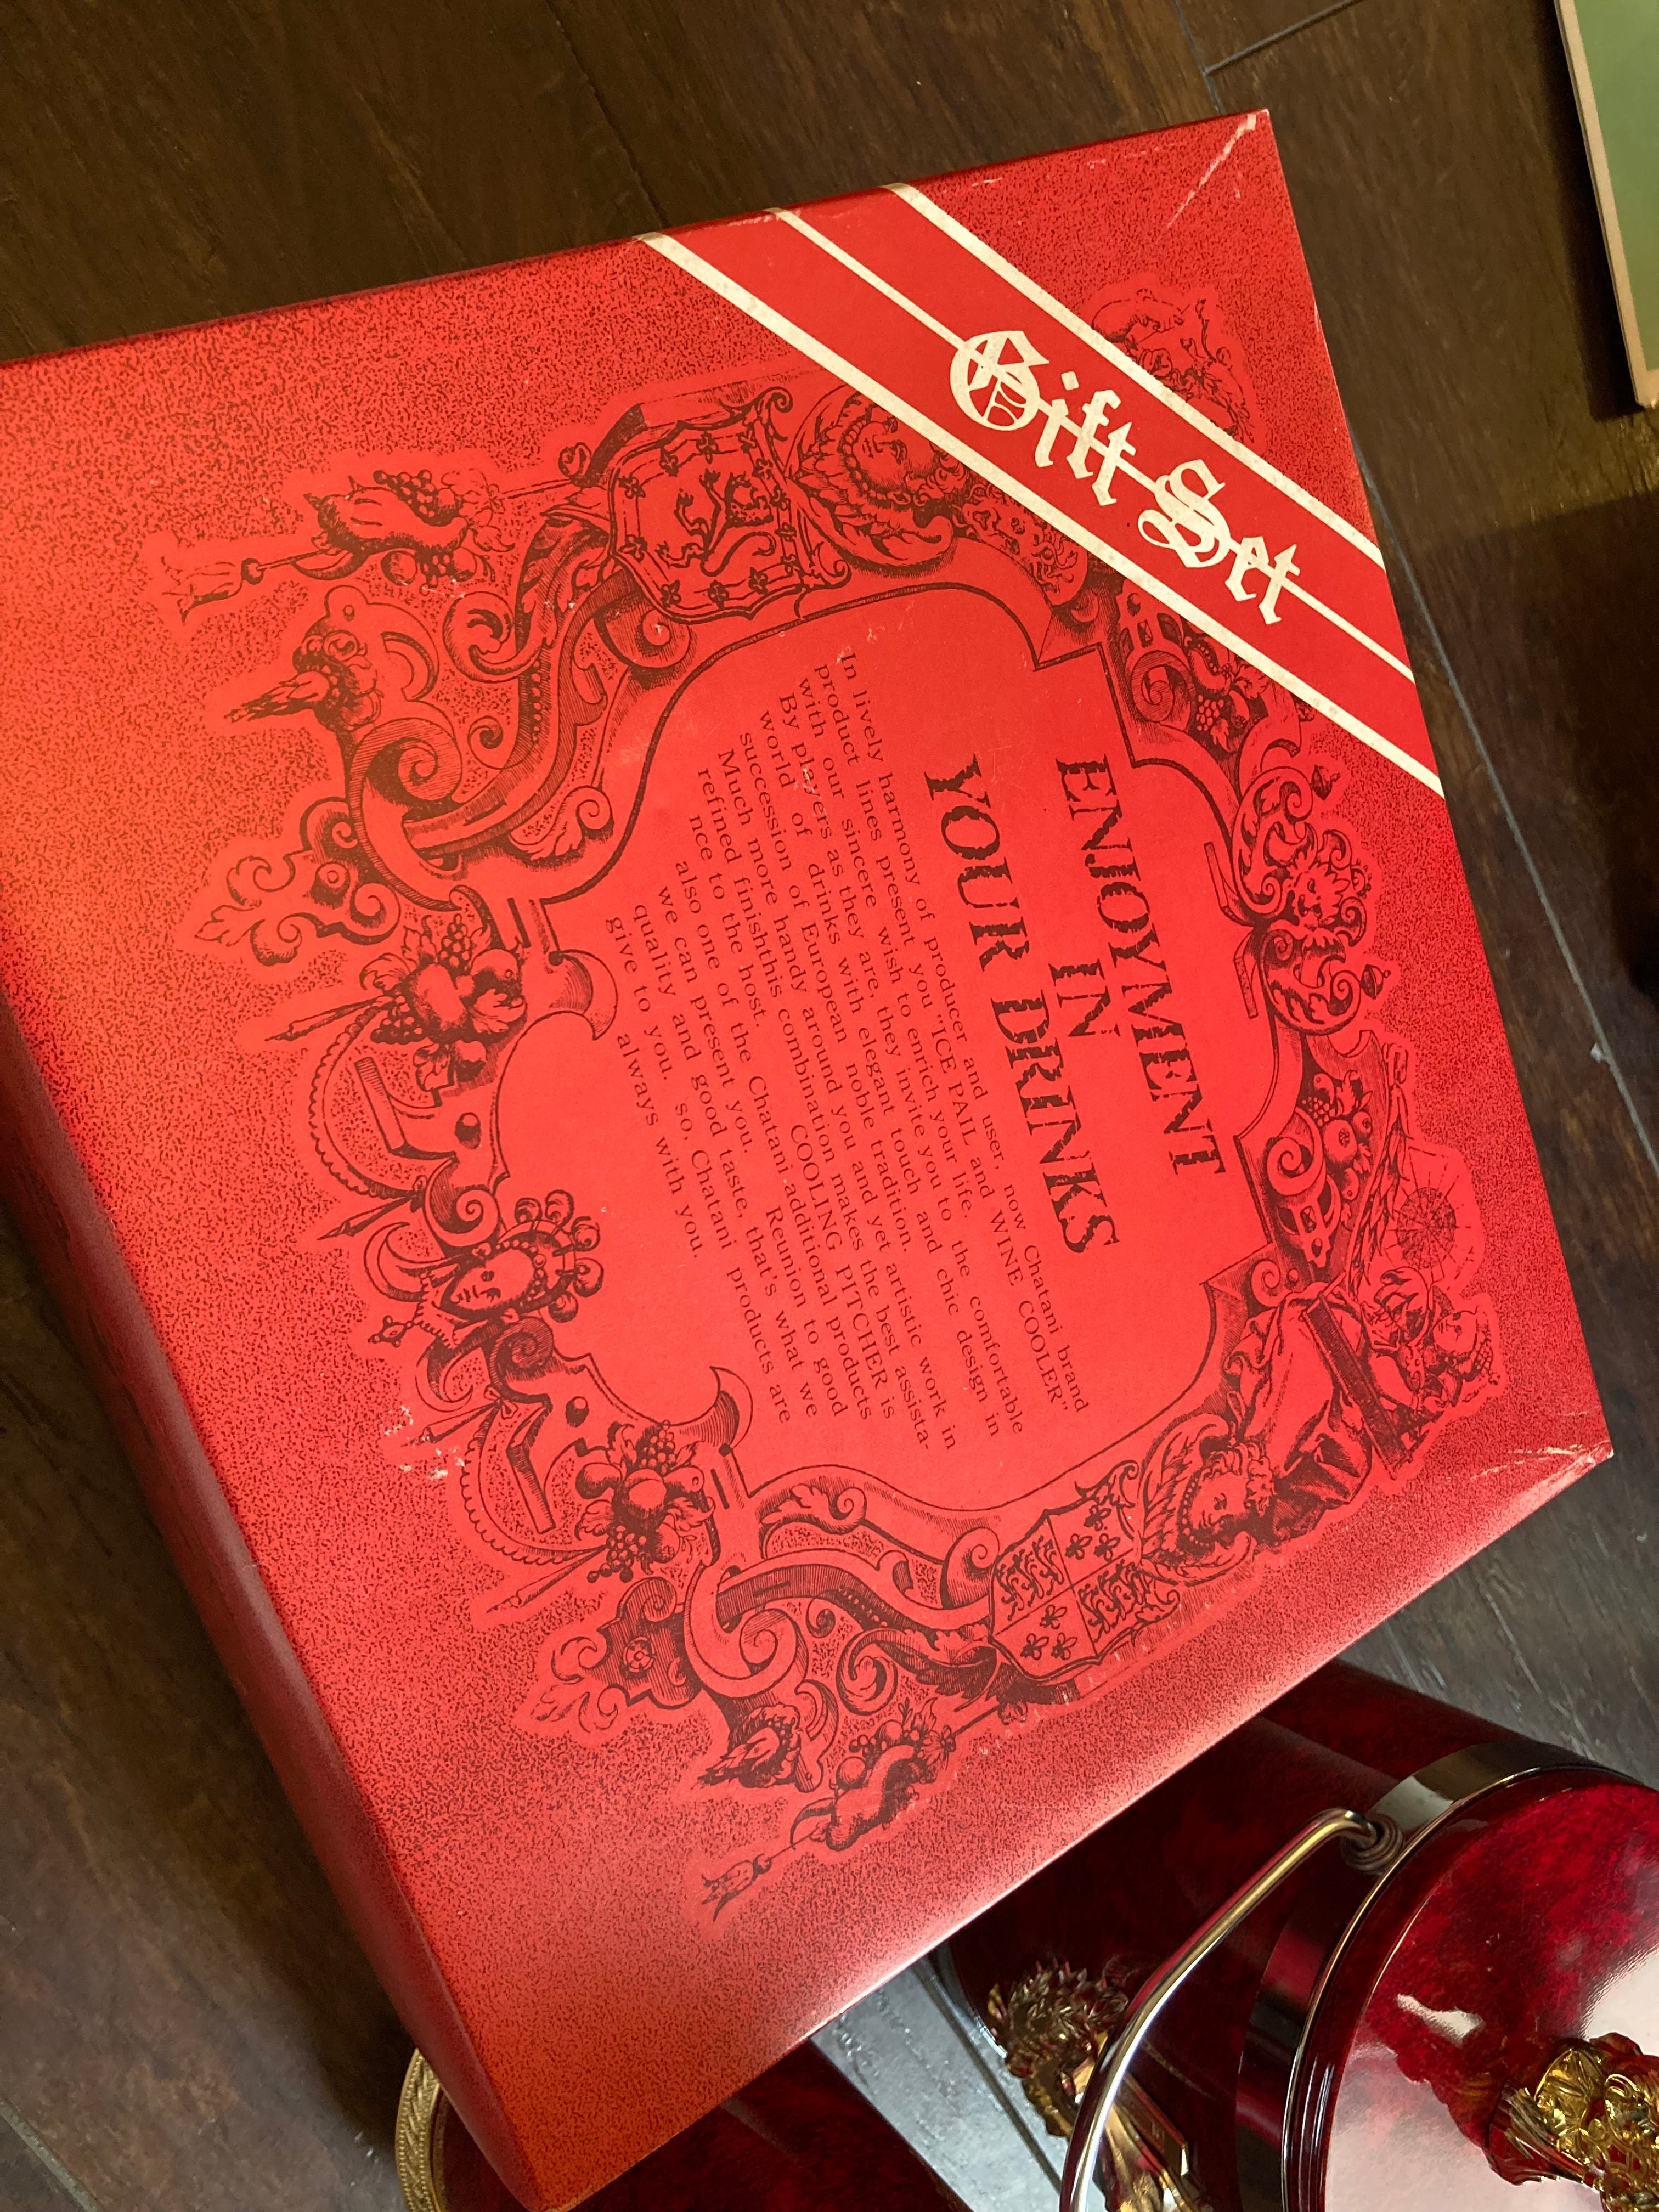 Gift Set
ENJOYMENT
IN
YOUR DRINKS
In lively harmony of producer and user, now Chatani brand
product lines present you "ICE PAIL and WINE COOLER"
with our sincere wish to enrich your life.
By players as they are, they invite you to the comfortable
world of drinks with elegant touch and chic design in
succession of European noble tradition.
Much more handy around you and yet artistic work in
refined finishthis combination makes the best assista-
nce to the host. COOLING PITCHER is
also one of the Chatani additional products
we can present you. Reunion to good
quality and good taste, that's what we
give to you. so, Chatani products are
always with you.